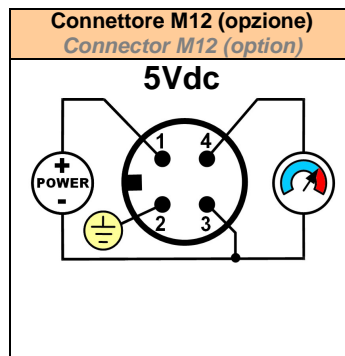 Connettore M12 (opzione)
Connector M12 (option)
5Vdc
1 4
+
POWER
-
2 3